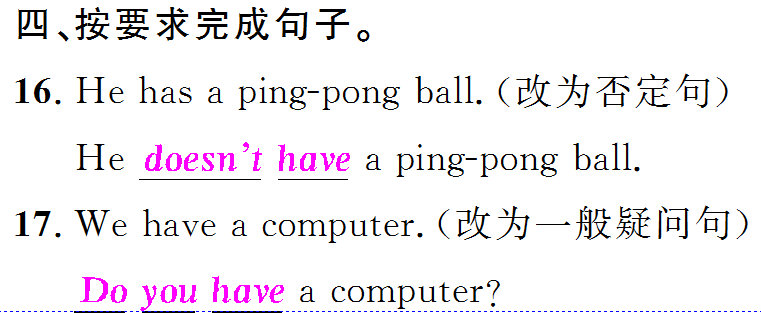 四、按要求完成句子。
16. He has a ping-pong ball.(改为否定句)
He doesn't have a ping-pong ball.
17. We have a computer.(改为一般疑问句)
Do you have a computer?